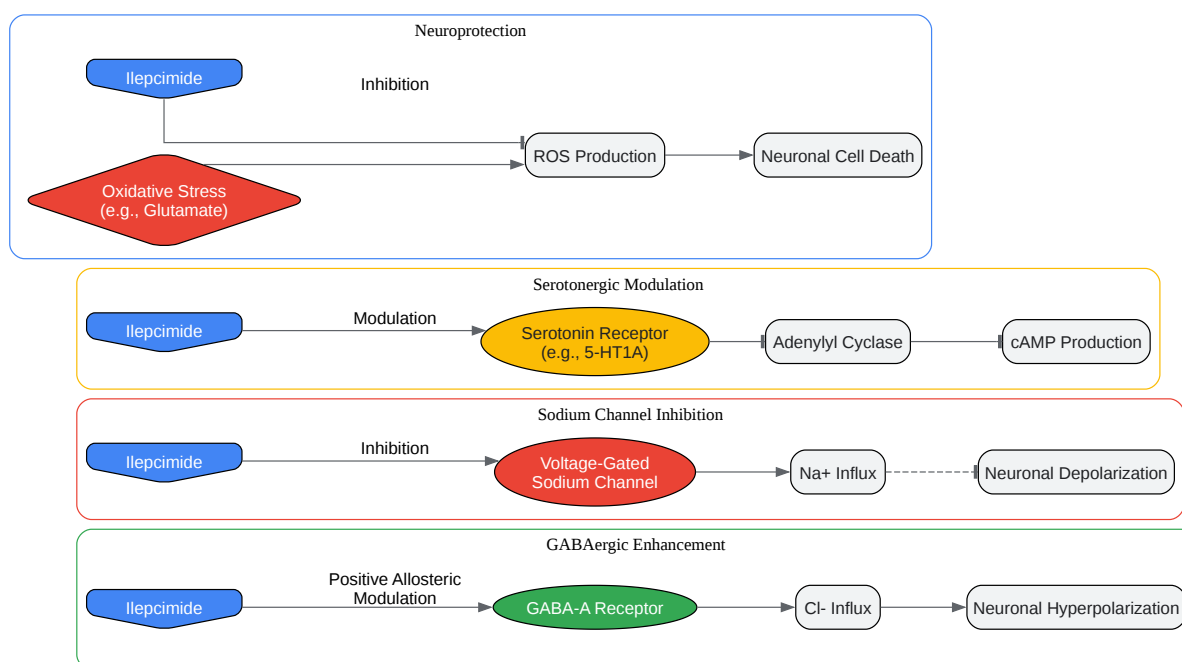 Neuroprotection
Ilepcimide
Inhibition
ROS Production
Neuronal Cell Death
Oxidative Stress
(e.g., Glutamate)
Serotonergic Modulation
Ilepcimide
Modulation
Serotonin Receptor
(e.g., 5-HT1A)
Adenylyl Cyclase
cAMP Production
Sodium Channel Inhibition
Ilepcimide
Inhibition
Voltage-Gated
Sodium Channel
Na+ Influx
Neuronal Depolarization
GABAergic Enhancement
Ilepcimide
Positive Allosteric
Modulation
GABA-A Receptor
Cl- Influx
Neuronal Hyperpolarization